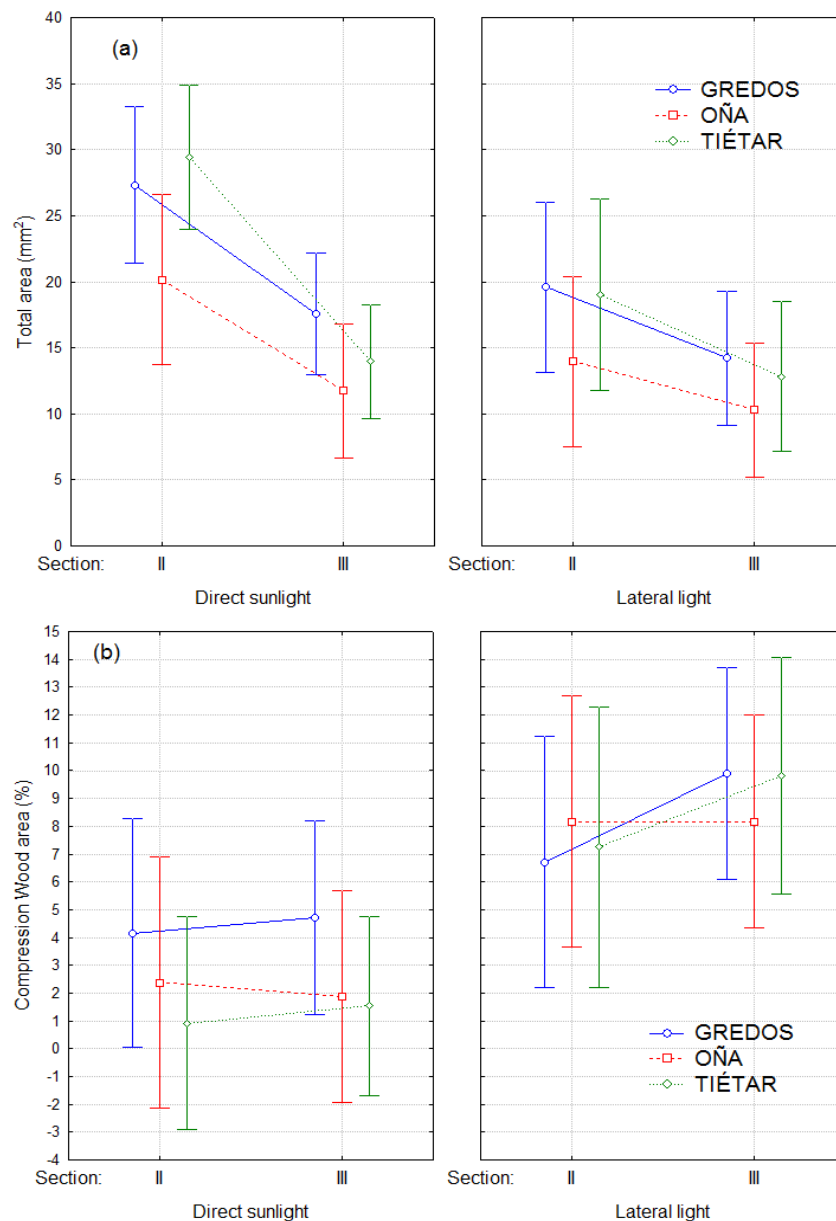 (a)
40
35
30
25
20
15
10
5
0
Total area (mm²)
GREDOS
OÑA
TIÉTAR
Section: II III Section: II III
Direct sunlight Lateral light
(b)
15
14
13
12
11
10
9
8
7
6
5
4
3
2
1
0
-1
-2
-3
-4
Compression Wood area (%)
GREDOS
OÑA
TIÉTAR
Section: II III Section: II III
Direct sunlight Lateral light